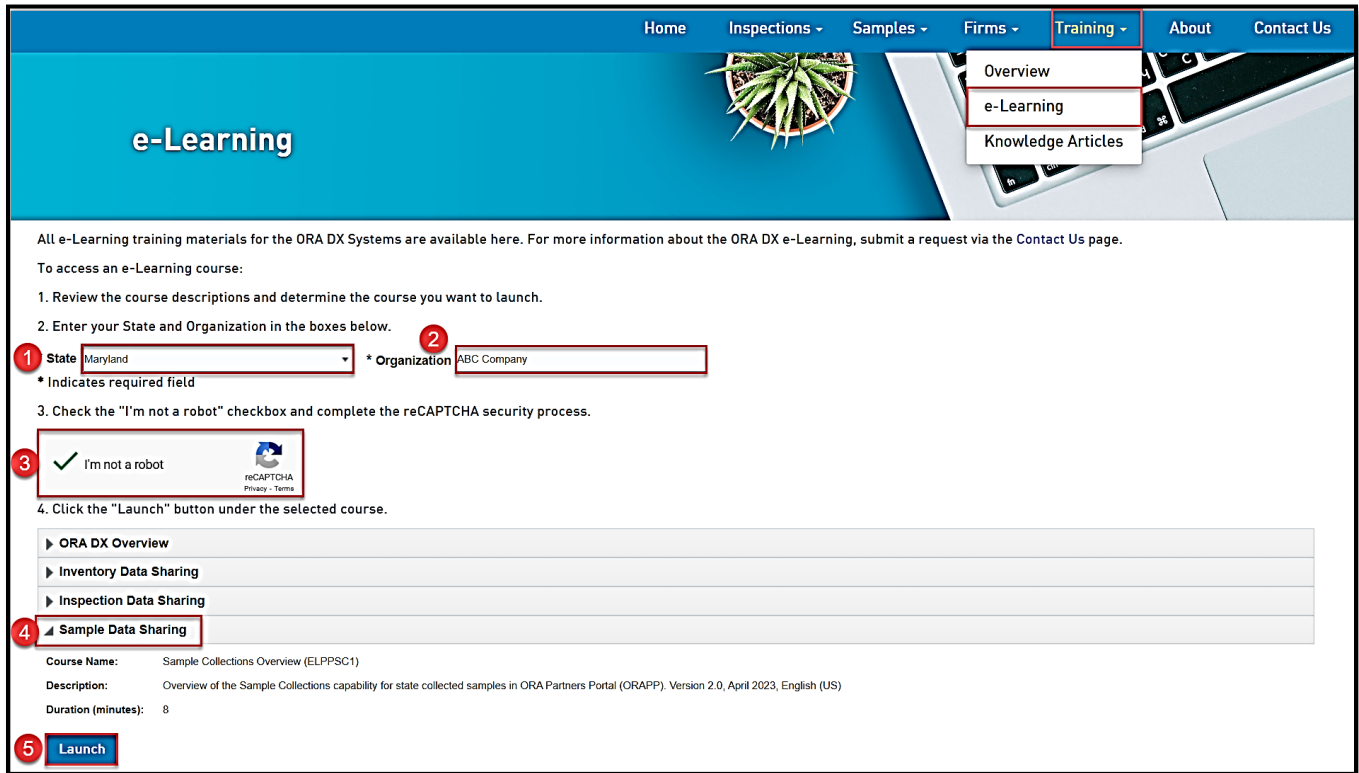 Home Inspections Samples Firms Training About Contact Us
Overview
e-Learning
Knowledge Articles
e-Learning
All e-Learning training materials for the ORA DX Systems are available here. For more information about the ORA DX e-Learning, submit a request via the Contact Us page.
To access an e-Learning course:
1. Review the course descriptions and determine the course you want to launch.
2. Enter your State and Organization in the boxes below.
2
1 State Maryland * Organization ABC Company
* Indicates required field
3. Check the "I'm not a robot" checkbox and complete the reCAPTCHA security process.
3 I'm not a robot
reCAPTCHA
Privacy - Terms
4. Click the "Launch" button under the selected course.
ORA DX Overview
Inventory Data Sharing
Inspection Data Sharing
4 Sample Data Sharing
Course Name: Sample Collections Overview (ELPPSC1)
Description: Overview of the Sample Collections capability for state collected samples in ORA Partners Portal (ORAPP). Version 2.0, April 2023, English (US)
Duration (minutes): 8
5 Launch